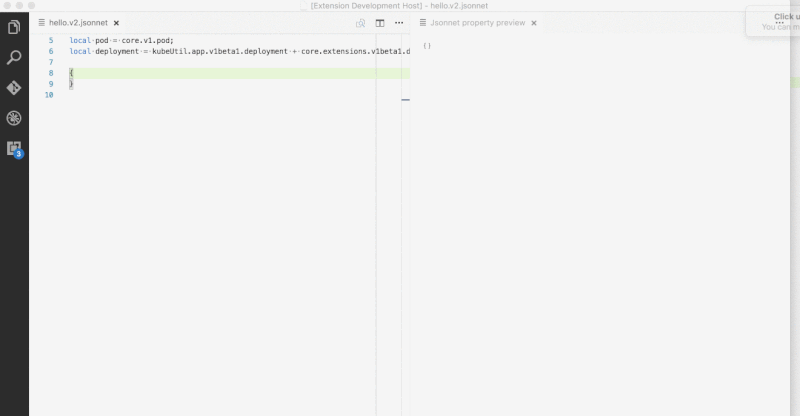 [Extension Development Host] - hello.v2.jsonnet
hello.v2.jsonnet
Jsonnet property preview
Click u
You can m
5 local pod = core.v1.pod;
6 local deployment = kubeUtil.app.v1beta1.deployment + core.extensions.v1beta1.d
7
8 {
9 }
10
{}
3